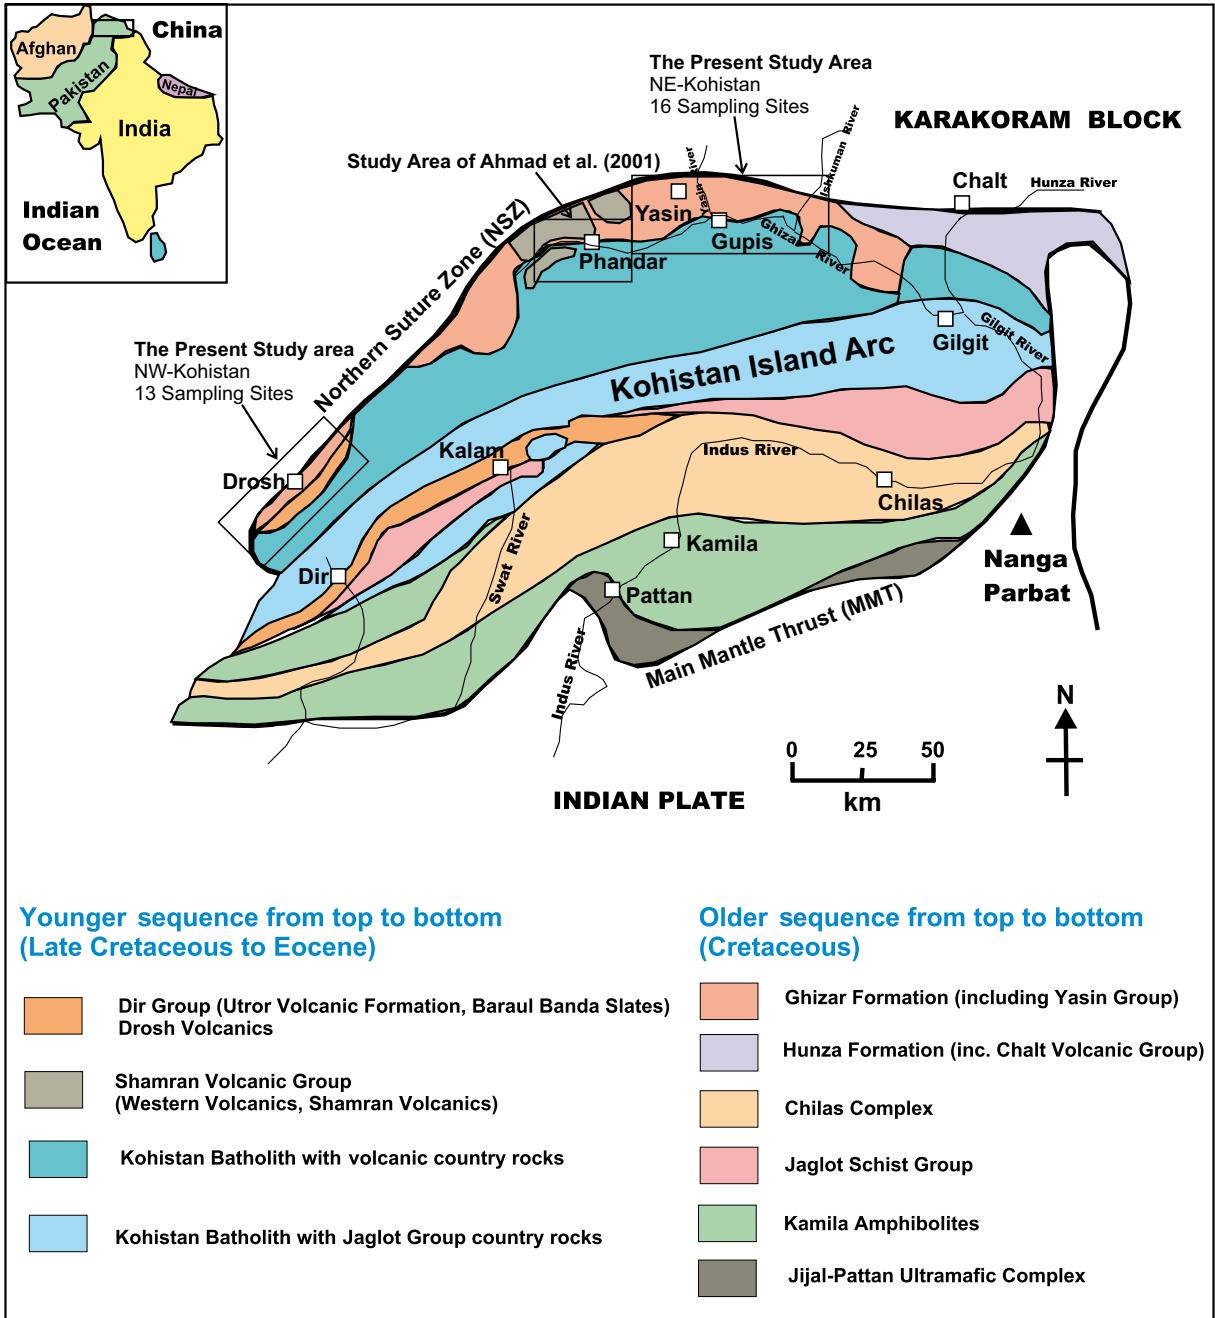 China
Afghan
Pakistan
Nepal
India
Indian
Ocean
The Present Study Area
NE-Kohistan
16 Sampling Sites
KARAKORAM BLOCK
Study Area of Ahmad et al. (2001)
Yasin River
Ishkuman River
Chalt
Hunza River
Yasin
Gupis
Ghizar
River
Phandar
Northern Suture Zone (NSZ)
Gilgit River
Gilgit
The Present Study area
NW-Kohistan
13 Sampling Sites
Kohistan Island Arc
Kalam
Indus River
Drosh
Chilas
Swat River
Kamila
Nanga
Parbat
Dir
Pattan
Main Mantle Thrust (MMT)
Indus River
N
0 25 50
km
INDIAN PLATE
Younger sequence from top to bottom
(Late Cretaceous to Eocene)
Dir Group (Utror Volcanic Formation, Baraul Banda Slates)
Drosh Volcanics
Shamran Volcanic Group
(Western Volcanics, Shamran Volcanics)
Kohistan Batholith with volcanic country rocks
Kohistan Batholith with Jaglot Group country rocks
Older sequence from top to bottom
(Cretaceous)
Ghizar Formation (including Yasin Group)
Hunza Formation (inc. Chalt Volcanic Group)
Chilas Complex
Jaglot Schist Group
Kamila Amphibolites
Jijal-Pattan Ultramafic Complex